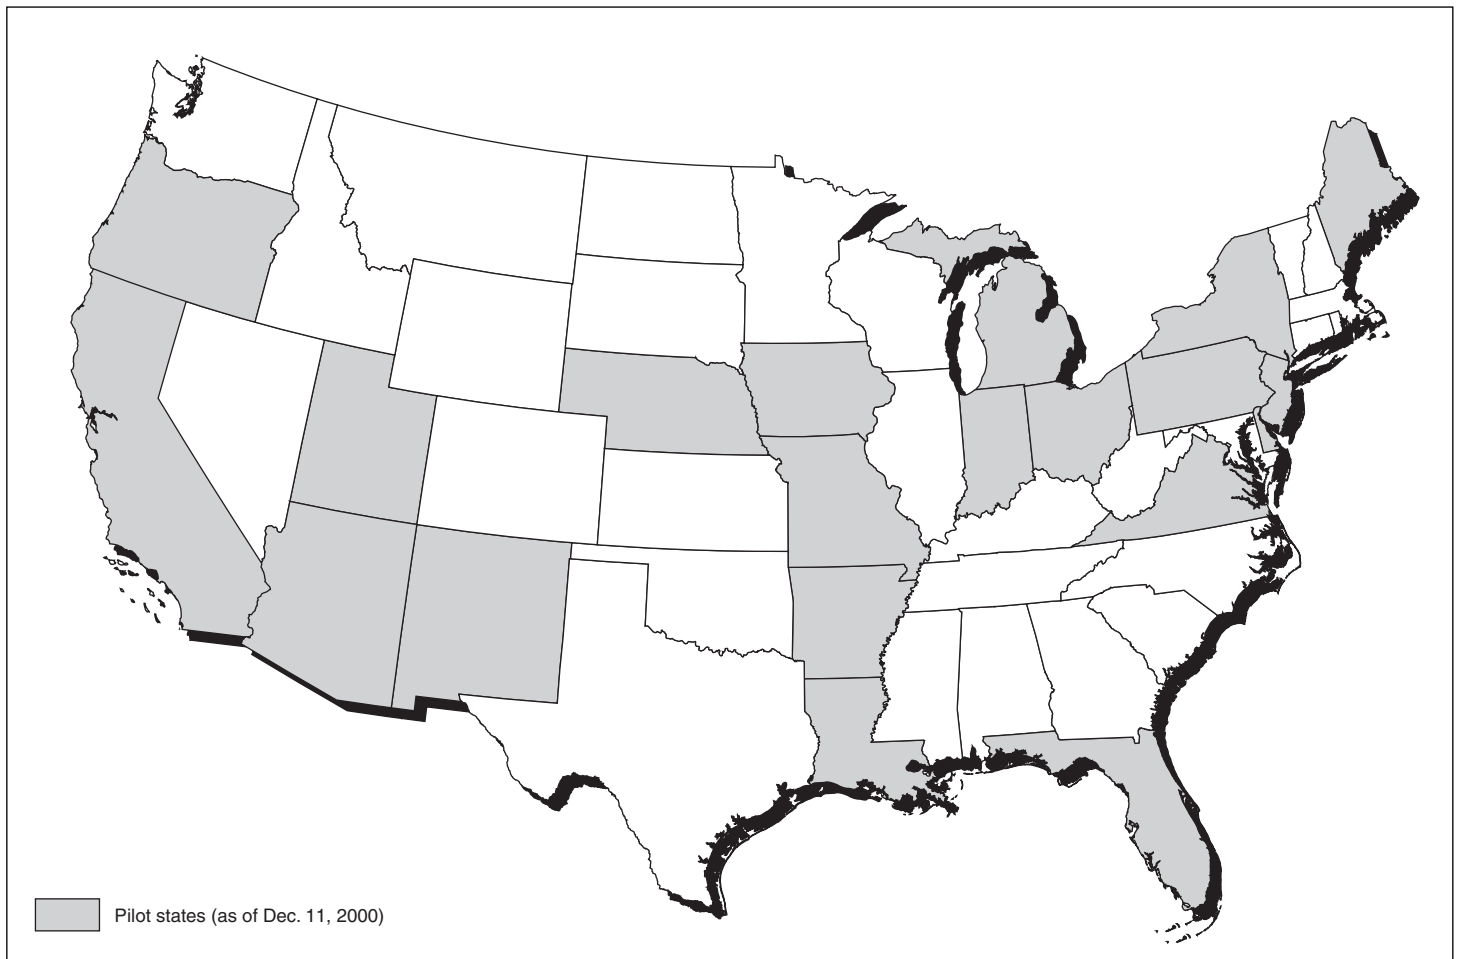 Pilot states (as of Dec. 11, 2000)